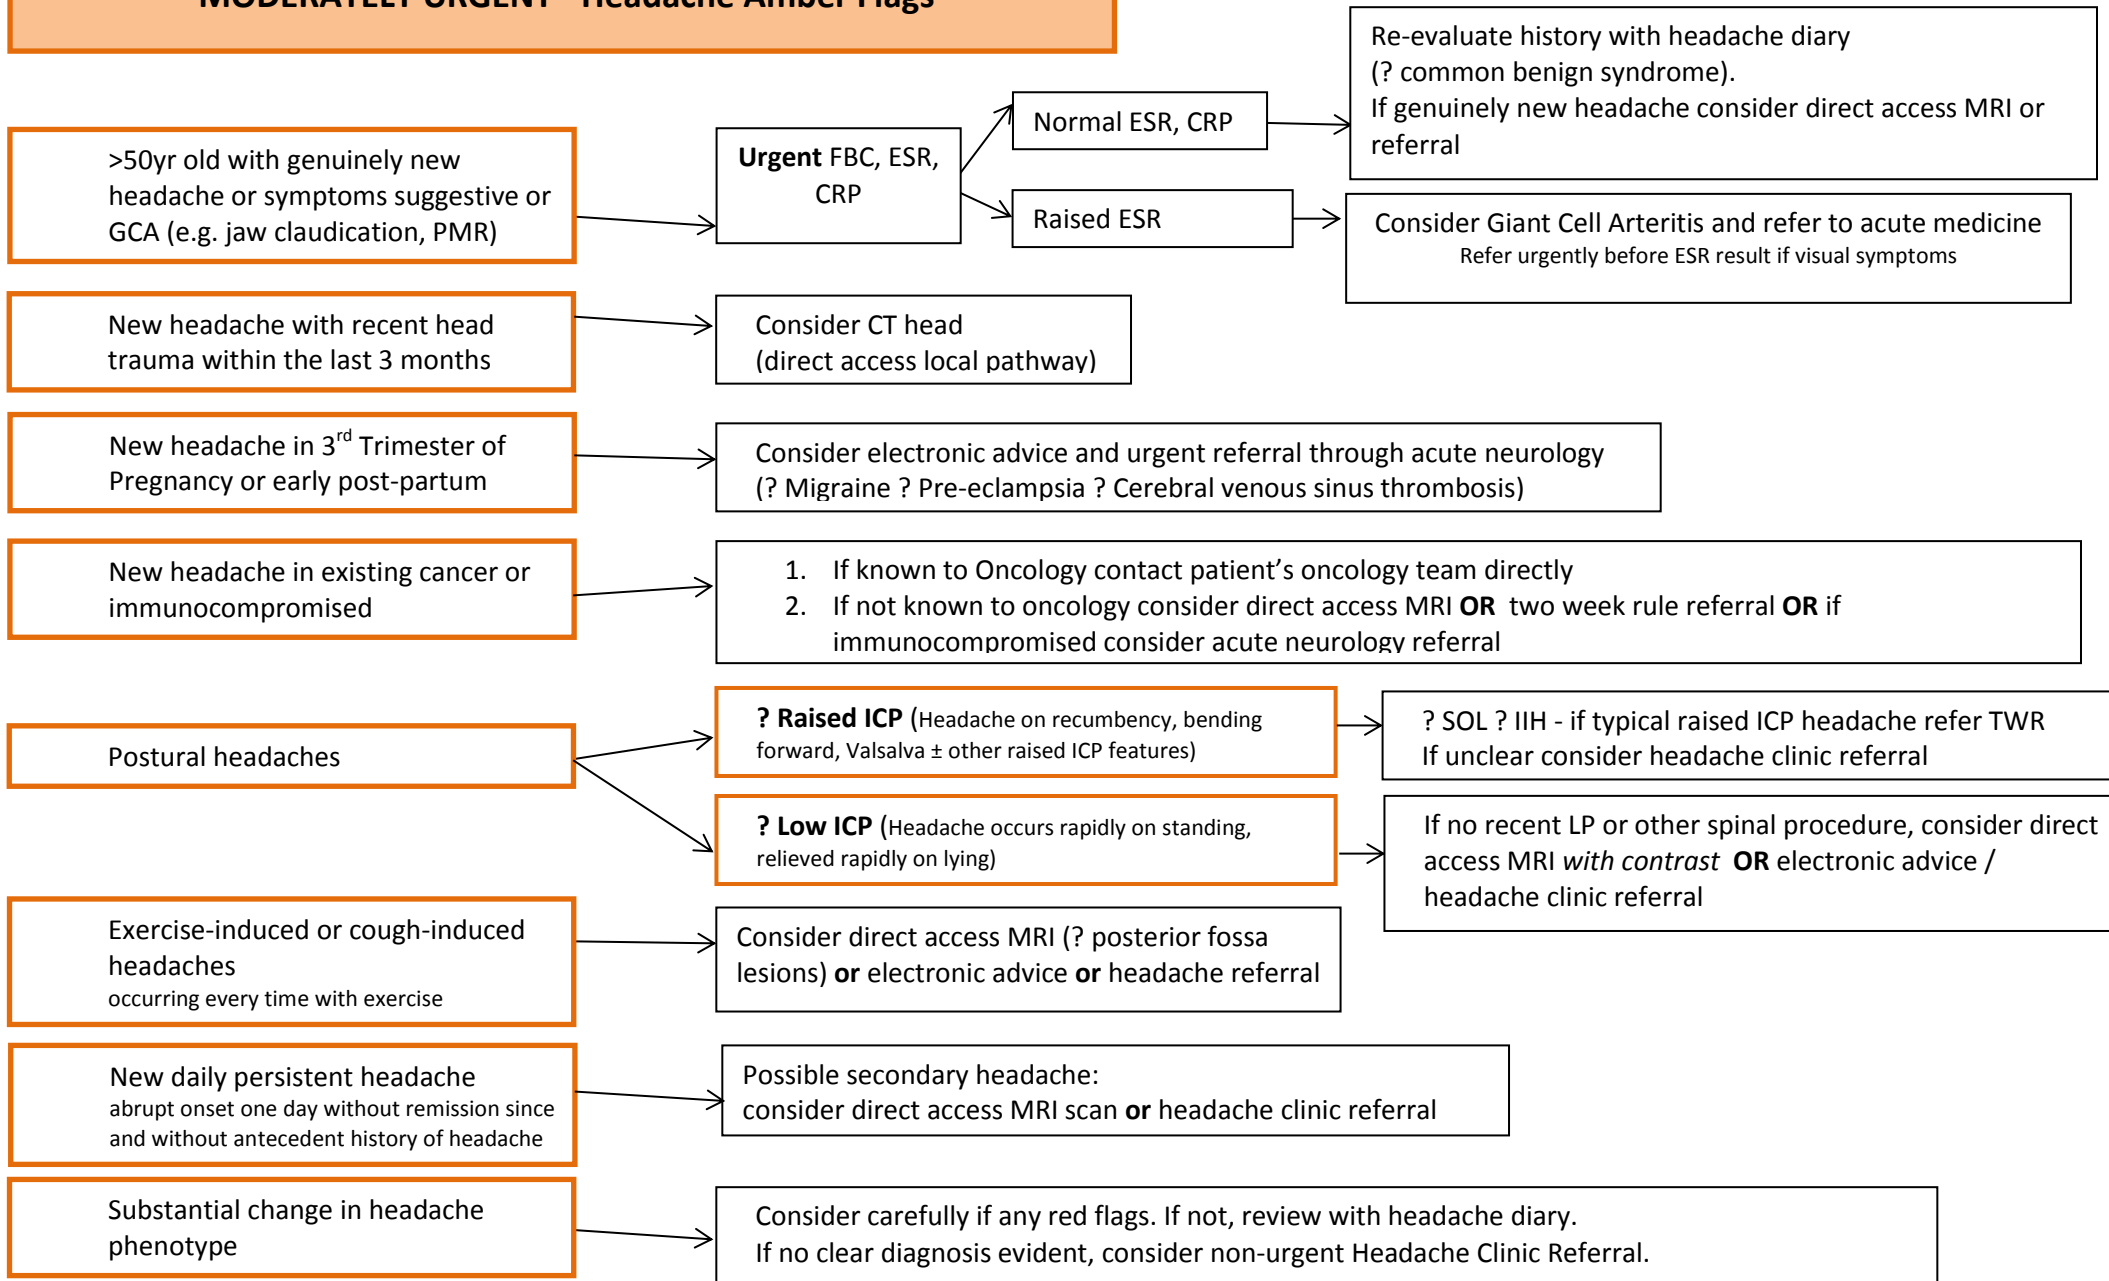 MODERATELY URGENT - Headache Amber Flags
>50yr old with genuinely new
headache or symptoms suggestive or
GCA (e.g. jaw claudication, PMR)
Urgent FBC, ESR,
CRP
Normal ESR, CRP
Re-evaluate history with headache diary
(? common benign syndrome).
If genuinely new headache consider direct access MRI or
referral
Raised ESR
Consider Giant Cell Arteritis and refer to acute medicine
Refer urgently before ESR result if visual symptoms
New headache with recent head
trauma within the last 3 months
Consider CT head
(direct access local pathway)
New headache in 3rd Trimester of
Pregnancy or early post-partum
Consider electronic advice and urgent referral through acute neurology
(? Migraine ? Pre-eclampsia ? Cerebral venous sinus thrombosis)
New headache in existing cancer or
immunocompromised
1. If known to Oncology contact patient’s oncology team directly
2. If not known to oncology consider direct access MRI OR two week rule referral OR if
immunocompromised consider acute neurology referral
Postural headaches
? Raised ICP (Headache on recumbency, bending
forward, Valsalva ± other raised ICP features)
? SOL ? IIH - if typical raised ICP headache refer TWR
If unclear consider headache clinic referral
? Low ICP (Headache occurs rapidly on standing,
relieved rapidly on lying)
If no recent LP or other spinal procedure, consider direct
access MRI with contrast OR electronic advice /
headache clinic referral
Exercise-induced or cough-induced
headaches
occurring every time with exercise
Consider direct access MRI (? posterior fossa
lesions) or electronic advice or headache referral
New daily persistent headache
abrupt onset one day without remission since
and without antecedent history of headache
Possible secondary headache:
consider direct access MRI scan or headache clinic referral
Substantial change in headache
phenotype
Consider carefully if any red flags. If not, review with headache diary.
If no clear diagnosis evident, consider non-urgent Headache Clinic Referral.